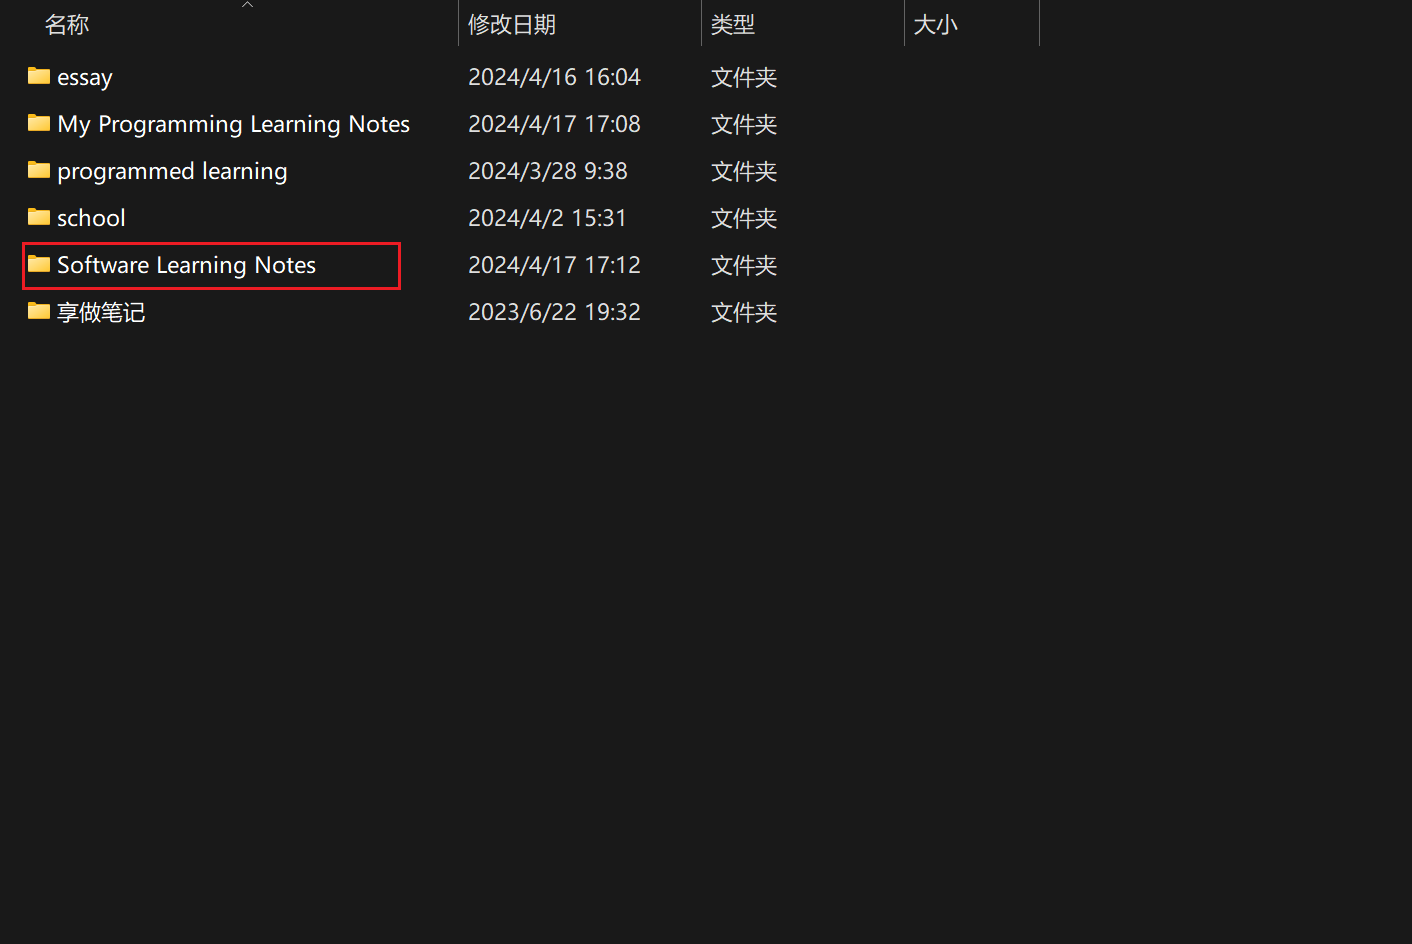 名称 修改日期 类型 大小
essay 2024/4/16 16:04 文件夹
My Programming Learning Notes 2024/4/17 17:08 文件夹
programmed learning 2024/3/28 9:38 文件夹
school 2024/4/2 15:31 文件夹
Software Learning Notes 2024/4/17 17:12 文件夹
享做笔记 2023/6/22 19:32 文件夹